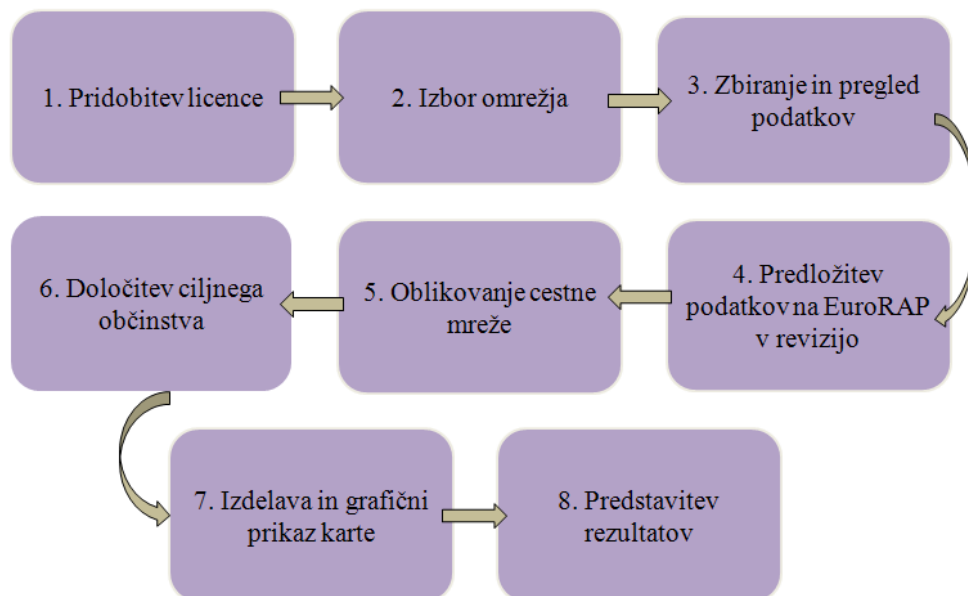 1. Pridobitev licence
2. Izbor omrežja
3. Zbiranje in pregled
podatkov
4. Predložitev
podatkov na EuroRAP
v revizijo
5. Oblikovanje cestne
mreže
6. Določitev ciljnega
občinstva
7. Izdelava in grafični
prikaz karte
8. Predstavitev
rezultatov